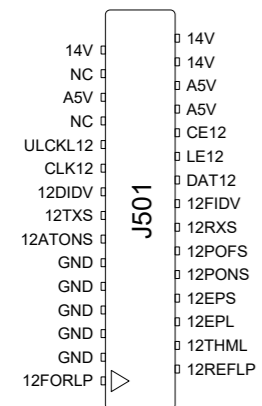 14V
NC
A5V
NC
ULCKL12
CLK12
12DIDV
12TXS
12ATONS
GND
GND
GND
GND
GND
12FORLP
J501
14V
14V
A5V
A5V
CE12
LE12
DAT12
12FIDV
12RXS
12POFS
12PONS
12EPS
12EPL
12THML
12REFLP